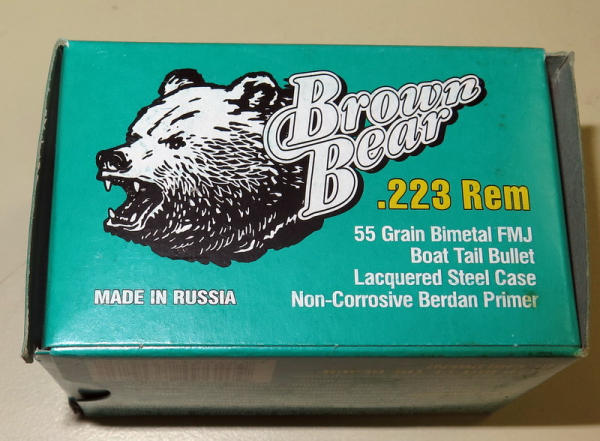 Brown
Bear
.223 Rem
55 Grain Bimetal FMJ
Boat Tail Bullet
Lacquered Steel Case
Non-Corrosive Berdan Primer
MADE IN RUSSIA